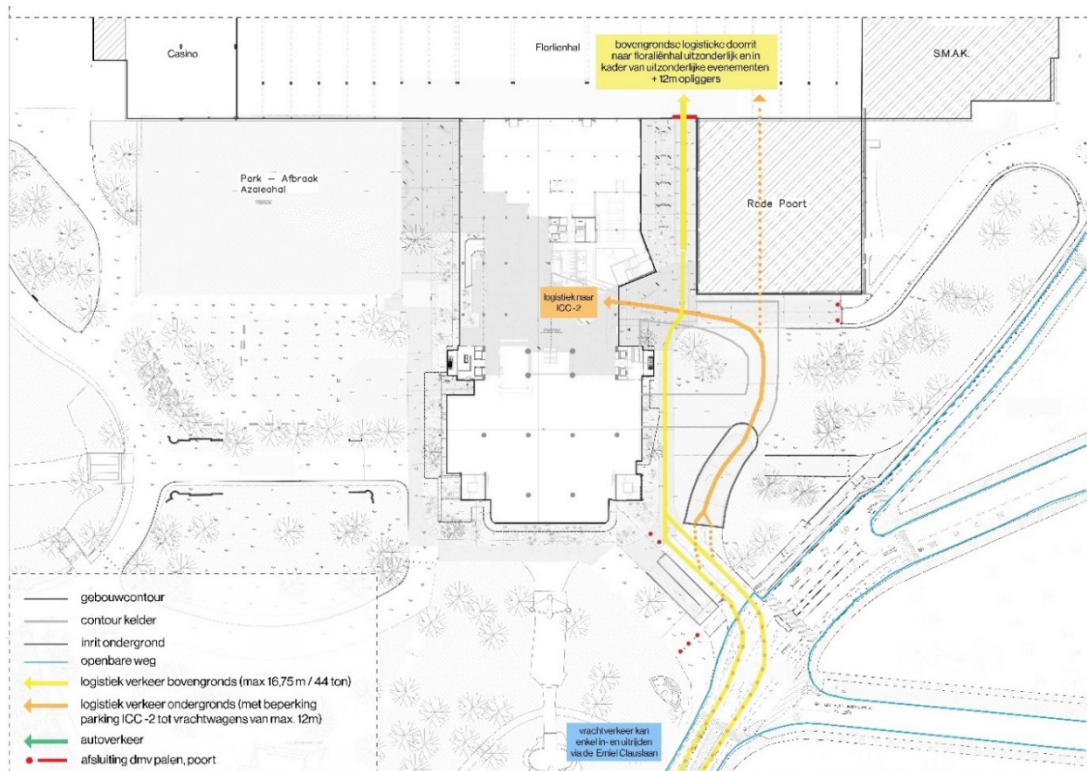 Casino
Floriënhal
S.M.A.K.
bovengrondse logistieke doorrit
naar floraliënhal uitzonderlijk en in
kader van uitzonderlijke evenementen
+ 12m opliggers
Park – Afbraak
Azaleahal
Rode Poort
logistiek naar
ICC -2
gebouwcontour
contour kelder
inrit ondergrond
openbare weg
logistiek verkeer bovengronds (max 16,75 m / 44 ton)
logistiek verkeer ondergronds (met beperking
parking ICC -2 tot vrachtwagens van max. 12m)
autoverkeer
afsluiting dmv palen, poort
vrachtverkeer kan
enkel in- en uitrijden
via de Emiel Clauslaan